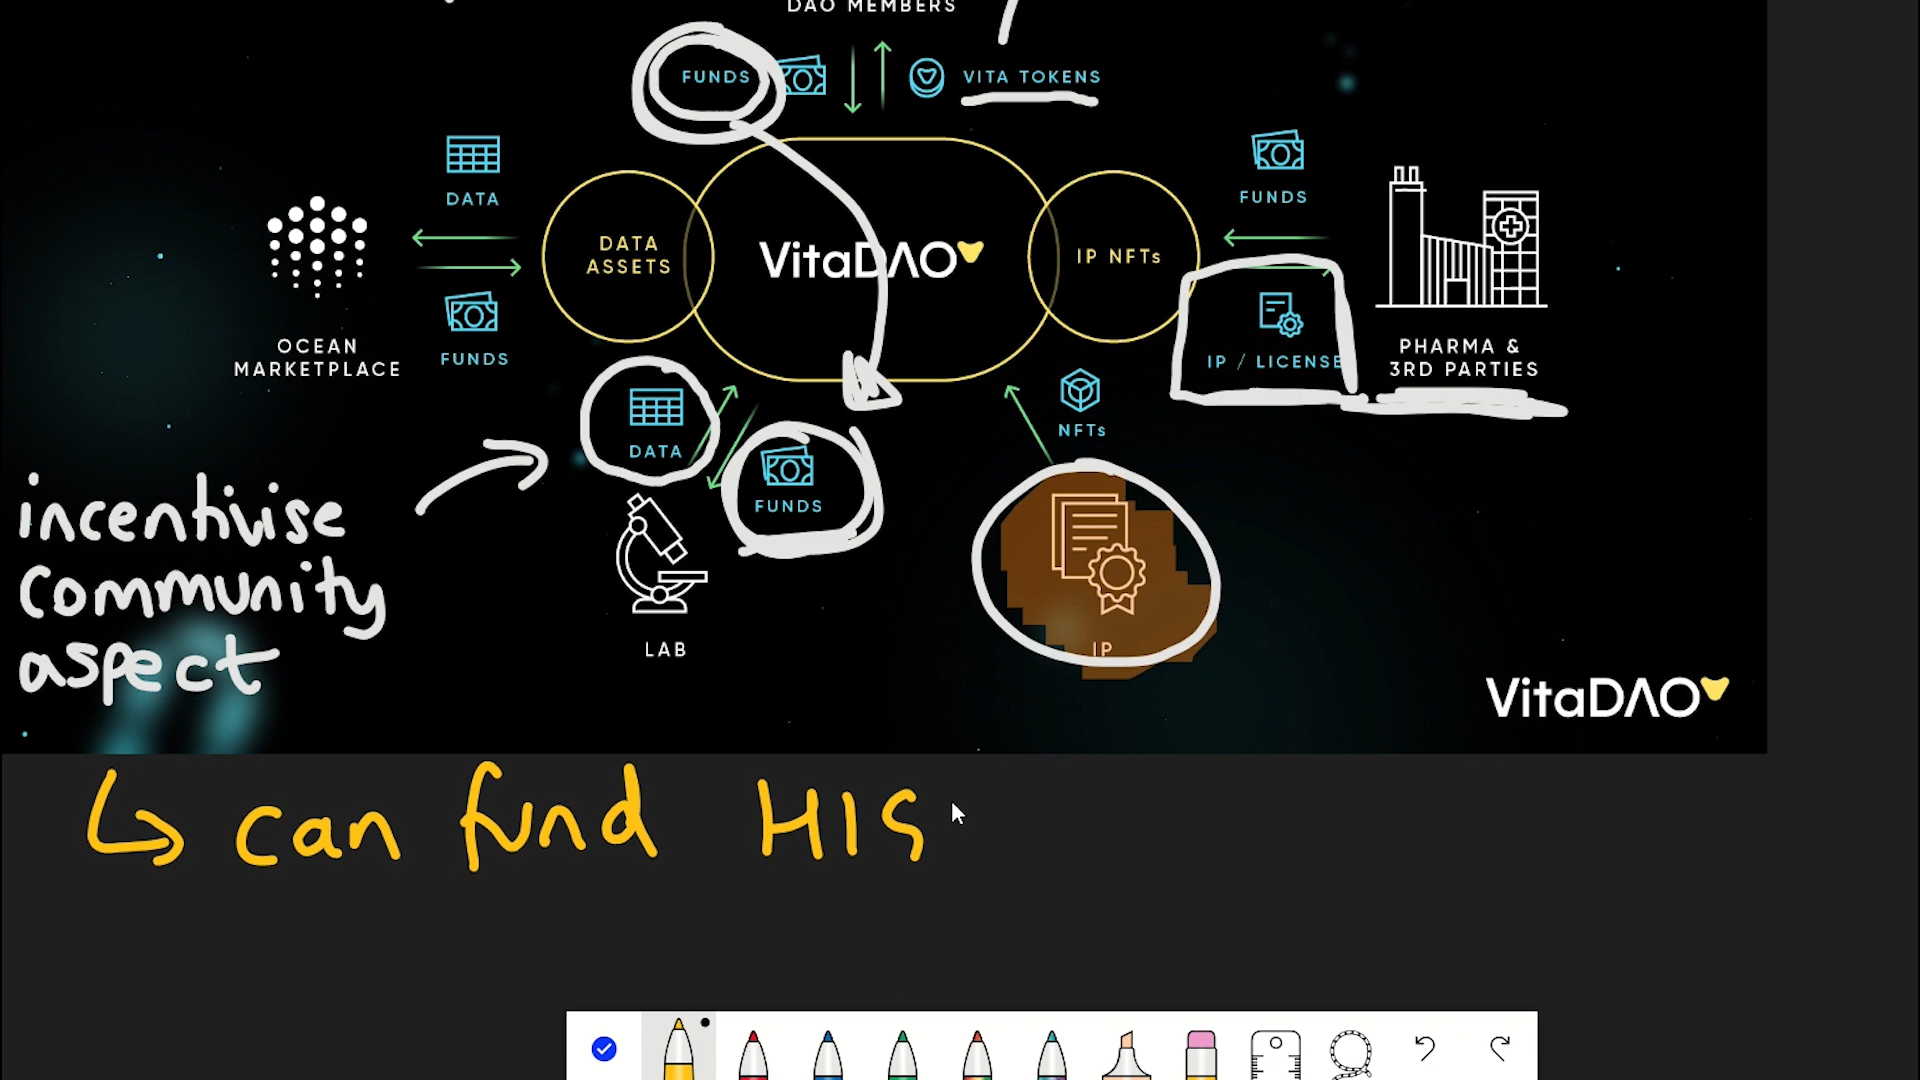 DAO MEMBERS
FUNDS
VITA TOKENS
DATA
FUNDS
DATA ASSETS
VitaDAO
IP NFTs
OCEAN
MARKETPLACE
FUNDS
IP / LICENSE
PHARMA &
3RD PARTIES
DATA
FUNDS
NFTs
LAB
IP
incentivise
community
aspect
VitaDAO
can fund HIS